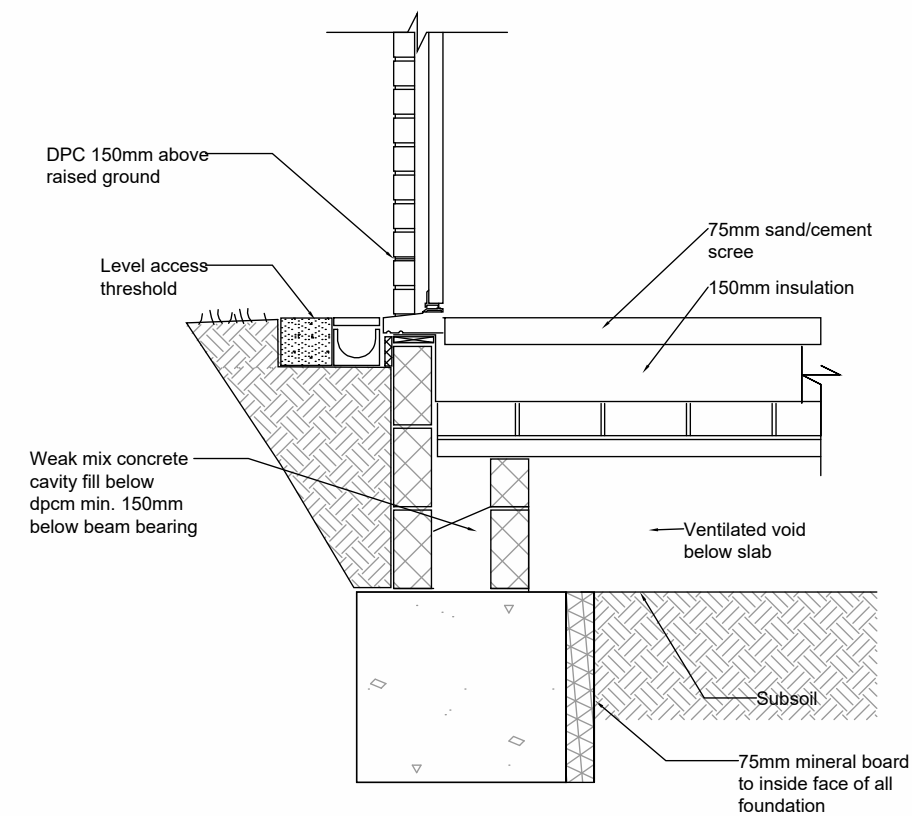 DPC 150mm above
raised ground
Level access
threshold
75mm sand/cement
scree
150mm insulation
Weak mix concrete
cavity fill below
dpcm min. 150mm
below beam bearing
Ventilated void
below slab
Subsoil
75mm mineral board
to inside face of all
foundation